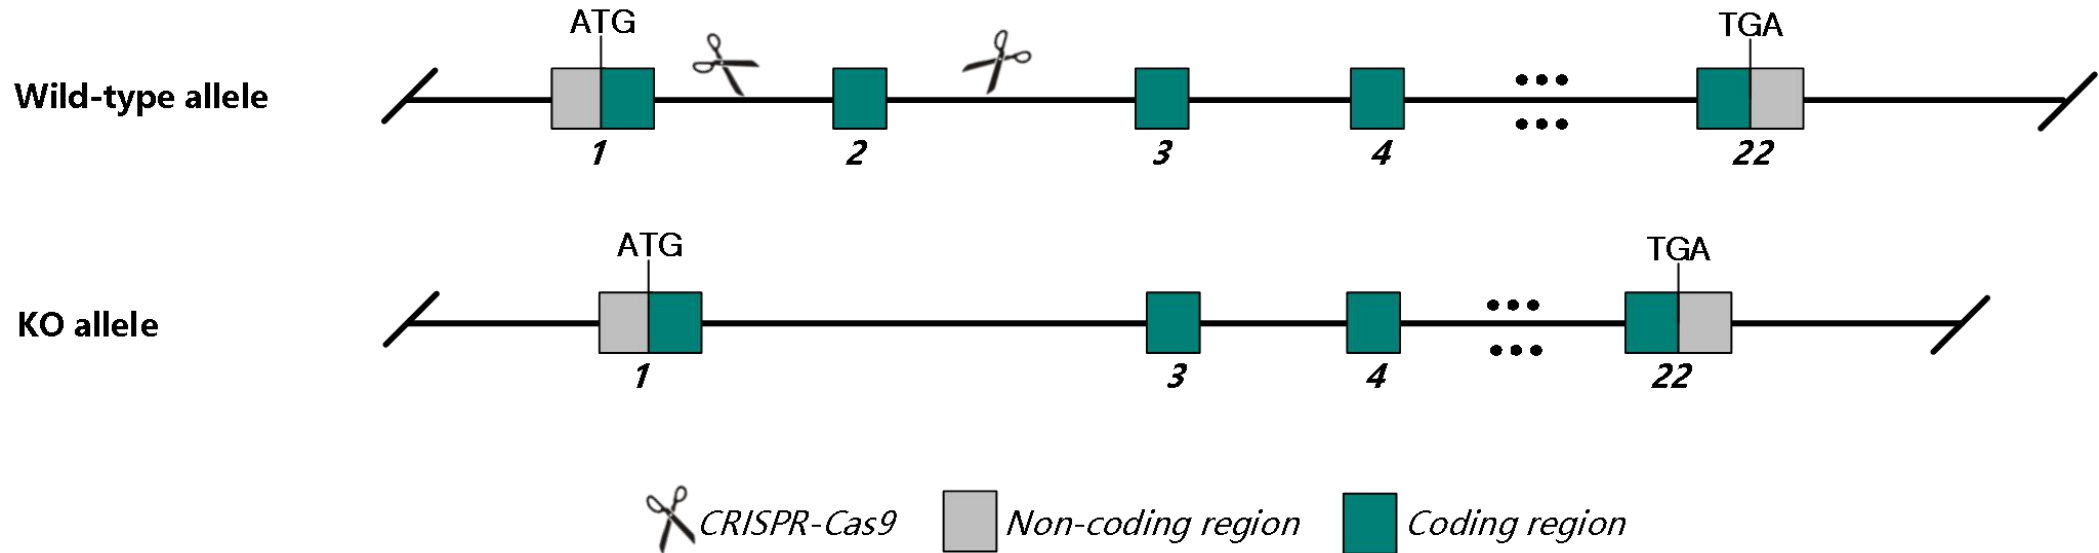 ATG
TGA
Wild-type allele
1
2
3
4
22
ATG
TGA
KO allele
1
3
4
22
CRISPR-Cas9
Non-coding region
Coding region